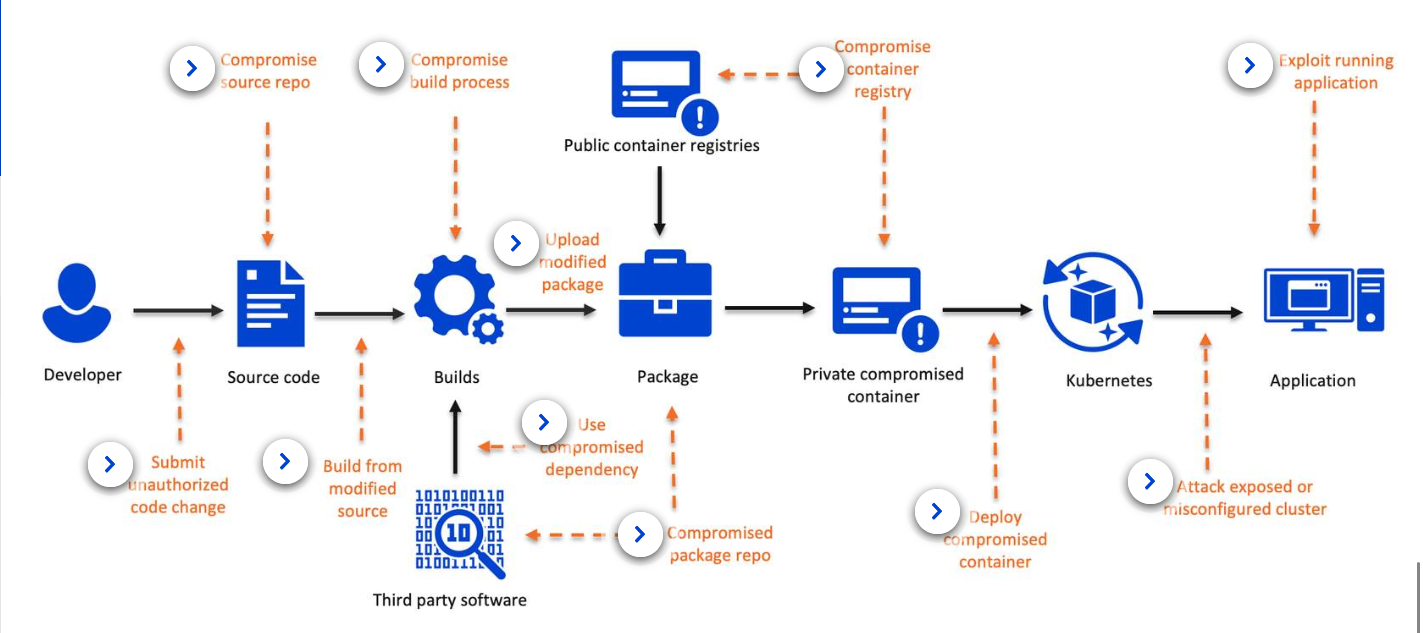 Compromise
source repo
Compromise
build process
Compromise
container
registry
Exploit running
application
Public container registries
Upload
modified
package
Developer
Source code
Builds
Package
Private compromised
container
Kubernetes
Application
Submit
unauthorized
code change
Build from
modified
source
Use
compromised
dependency
Compromised
package repo
Deploy
compromised
container
Attack exposed or
misconfigured cluster
10
Third party software